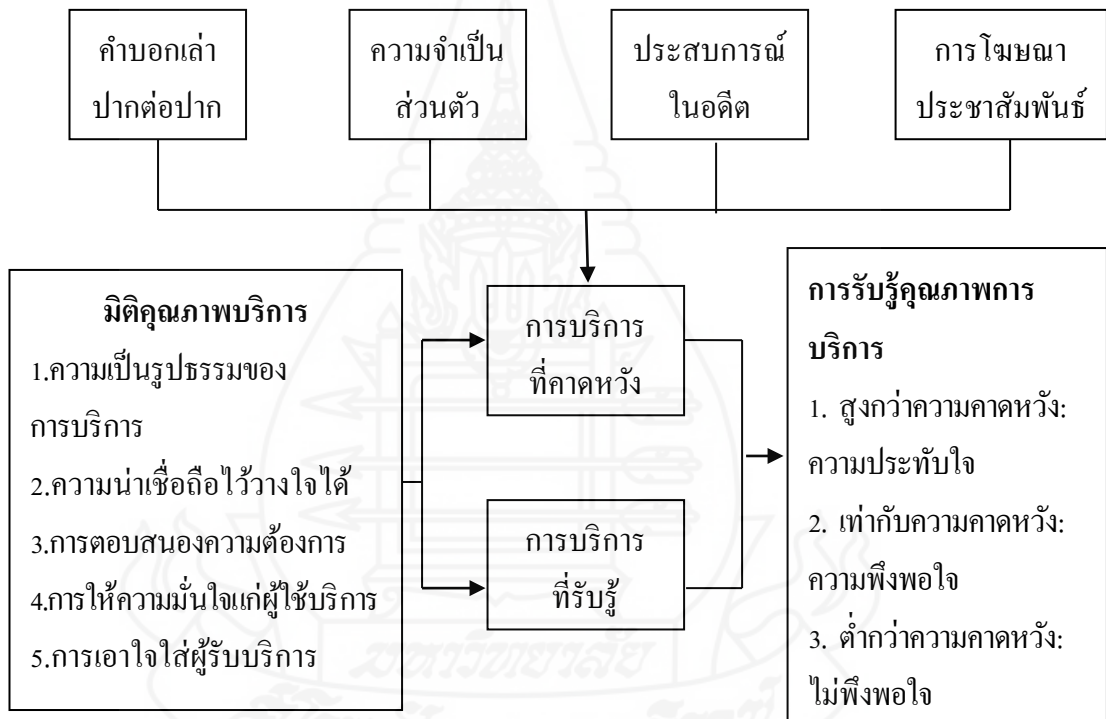 คำบอกเล่า
ปากต่อปาก
ความจำเป็น
ส่วนตัว
ประสบการณ์
ในอดีต
การโฆษณา
ประชาสัมพันธ์
มิติคุณภาพบริการ
1.ความเป็นรูปธรรมของ
การบริการ
2.ความน่าเชื่อถือไว้วางใจได้
3.การตอบสนองความต้องการ
4.การให้ความมั่นใจแก่ผู้ใช้บริการ
5.การเอาใจใส่ผู้รับบริการ
การบริการ
ที่คาดหวัง
การบริการ
ที่รับรู้
การรับรู้คุณภาพการ
บริการ
1. สูงกว่าความคาดหวัง:
ความประทับใจ
2. เท่ากับความคาดหวัง:
ความพึงพอใจ
3. ต่ำกว่าความคาดหวัง:
ไม่พึงพอใจ
มหาวิทยาลัย